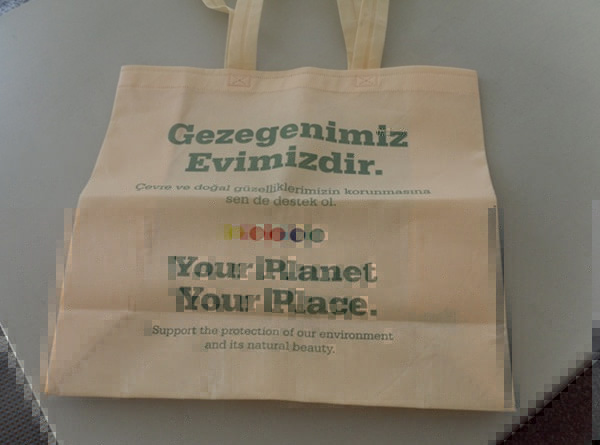 Gezegenimiz
Evimizdir.
Çevre ve doğal güzelliklerimizin korunmasına
sen de destek ol.
Your Planet
Your Place.
Support the protection of our environment
and its natural beauty.